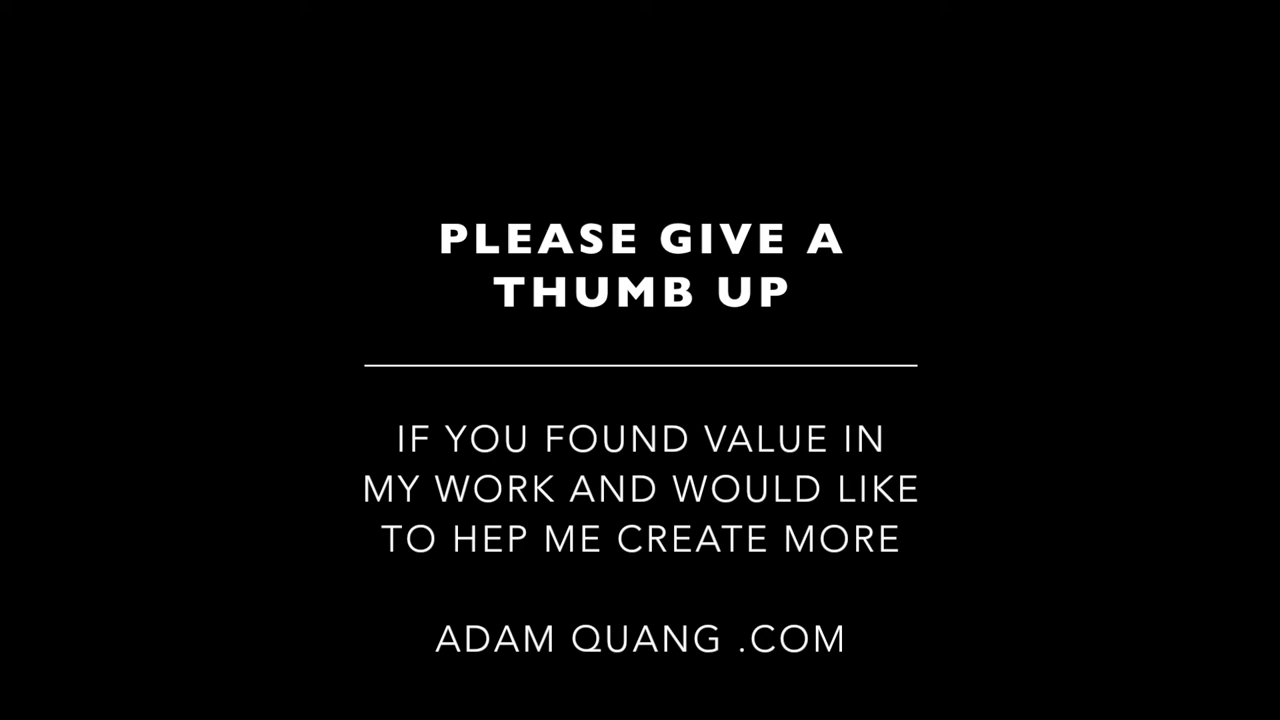 PLEASE GIVE A
THUMB UP
IF YOU FOUND VALUE IN
MY WORK AND WOULD LIKE
TO HEP ME CREATE MORE
ADAM QUANG .COM